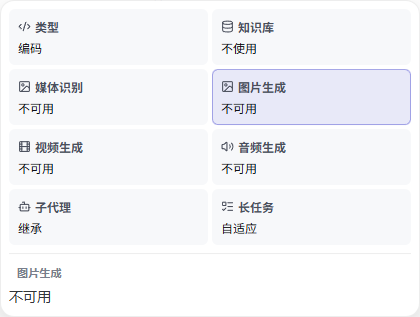 类型
编码
知识库
不使用
媒体识别
不可用
图片生成
不可用
视频生成
不可用
音频生成
不可用
子代理
继承
长任务
自适应
图片生成
不可用